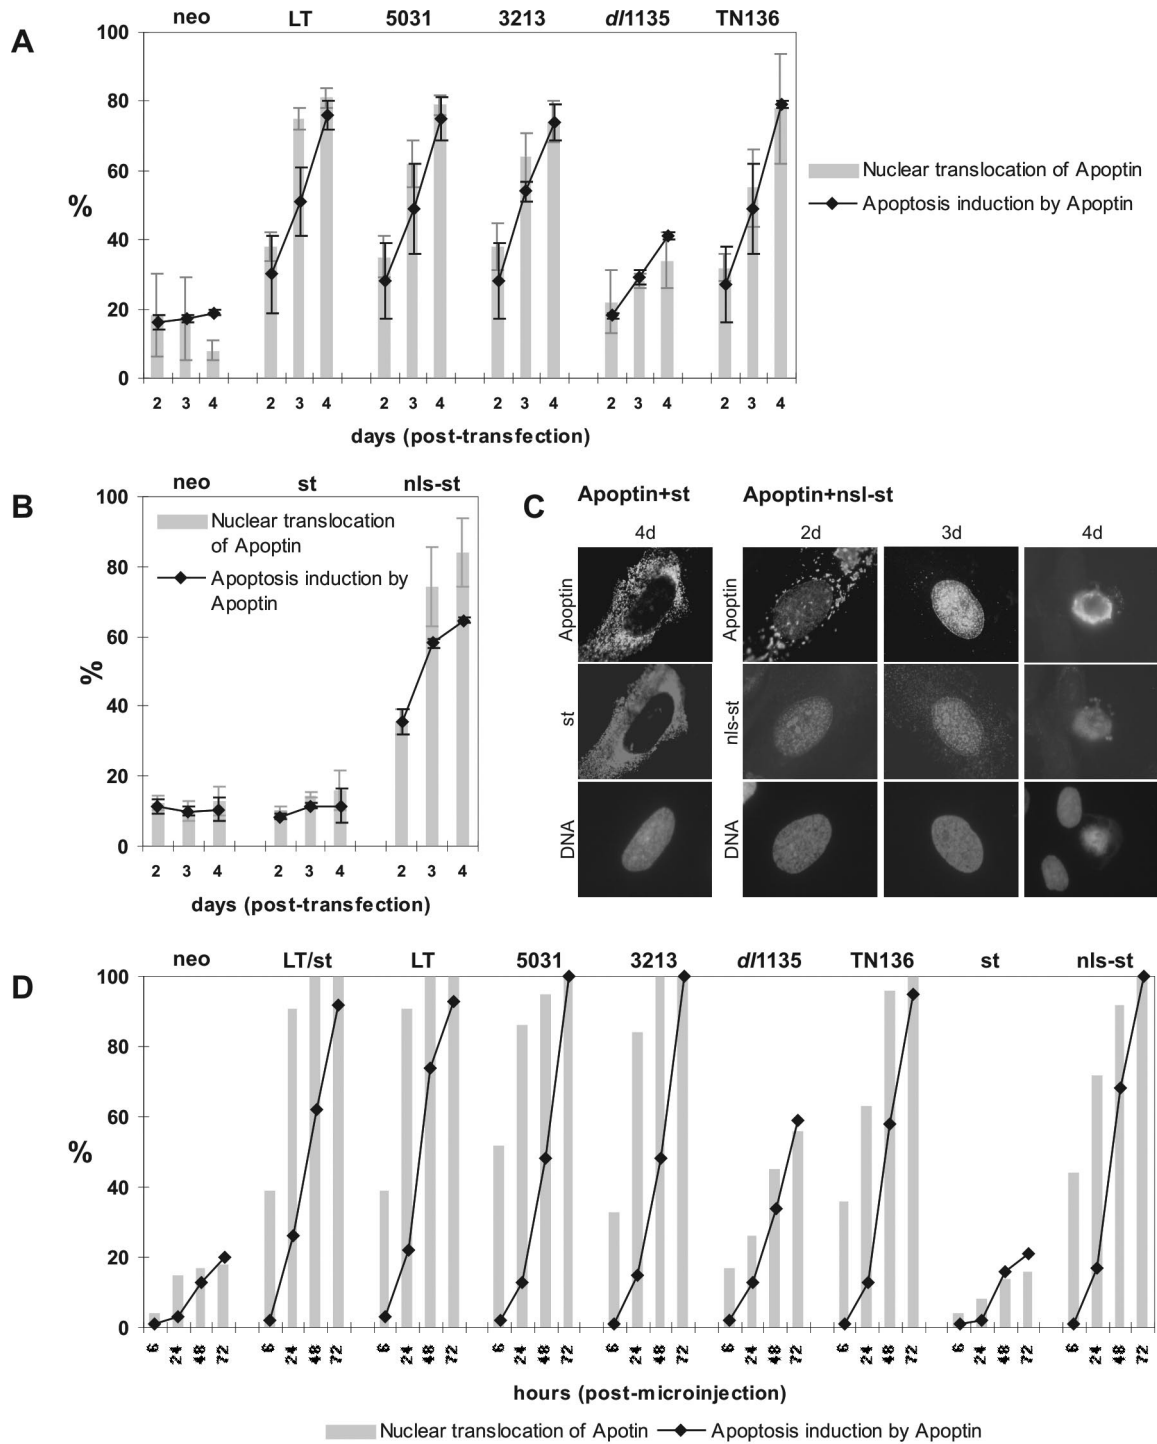 A
neo LT 5031 3213 dl1135 TN136
100
80
60
40
20
0
%
2 3 4 2 3 4 2 3 4 2 3 4 2 3 4 2 3 4
days (post-transfection)
Nuclear translocation of Apoptin
Apoptosis induction by Apoptin
B
neo st nls-st
100
80
60
40
20
0
%
Nuclear translocation
of Apoptin
Apoptosis induction by
Apoptin
2 3 4 2 3 4 2 3 4
days (post-transfection)
C
Apoptin+st Apoptin+nsl-st
4d 2d 3d 4d
Apoptin Apoptin
st nls-st
DNA DNA
D
neo LT/st LT 5031 3213 dl1135 TN136 st nls-st
100
80
60
40
20
0
%
6 24 48 72 6 24 48 72 6 24 48 72 6 24 48 72 6 24 48 72 6 24 48 72 6 24 48 72 6 24 48 72 6 24 48 72
hours (post-microinjection)
Nuclear translocation of Apotin Apoptosis induction by Apoptin